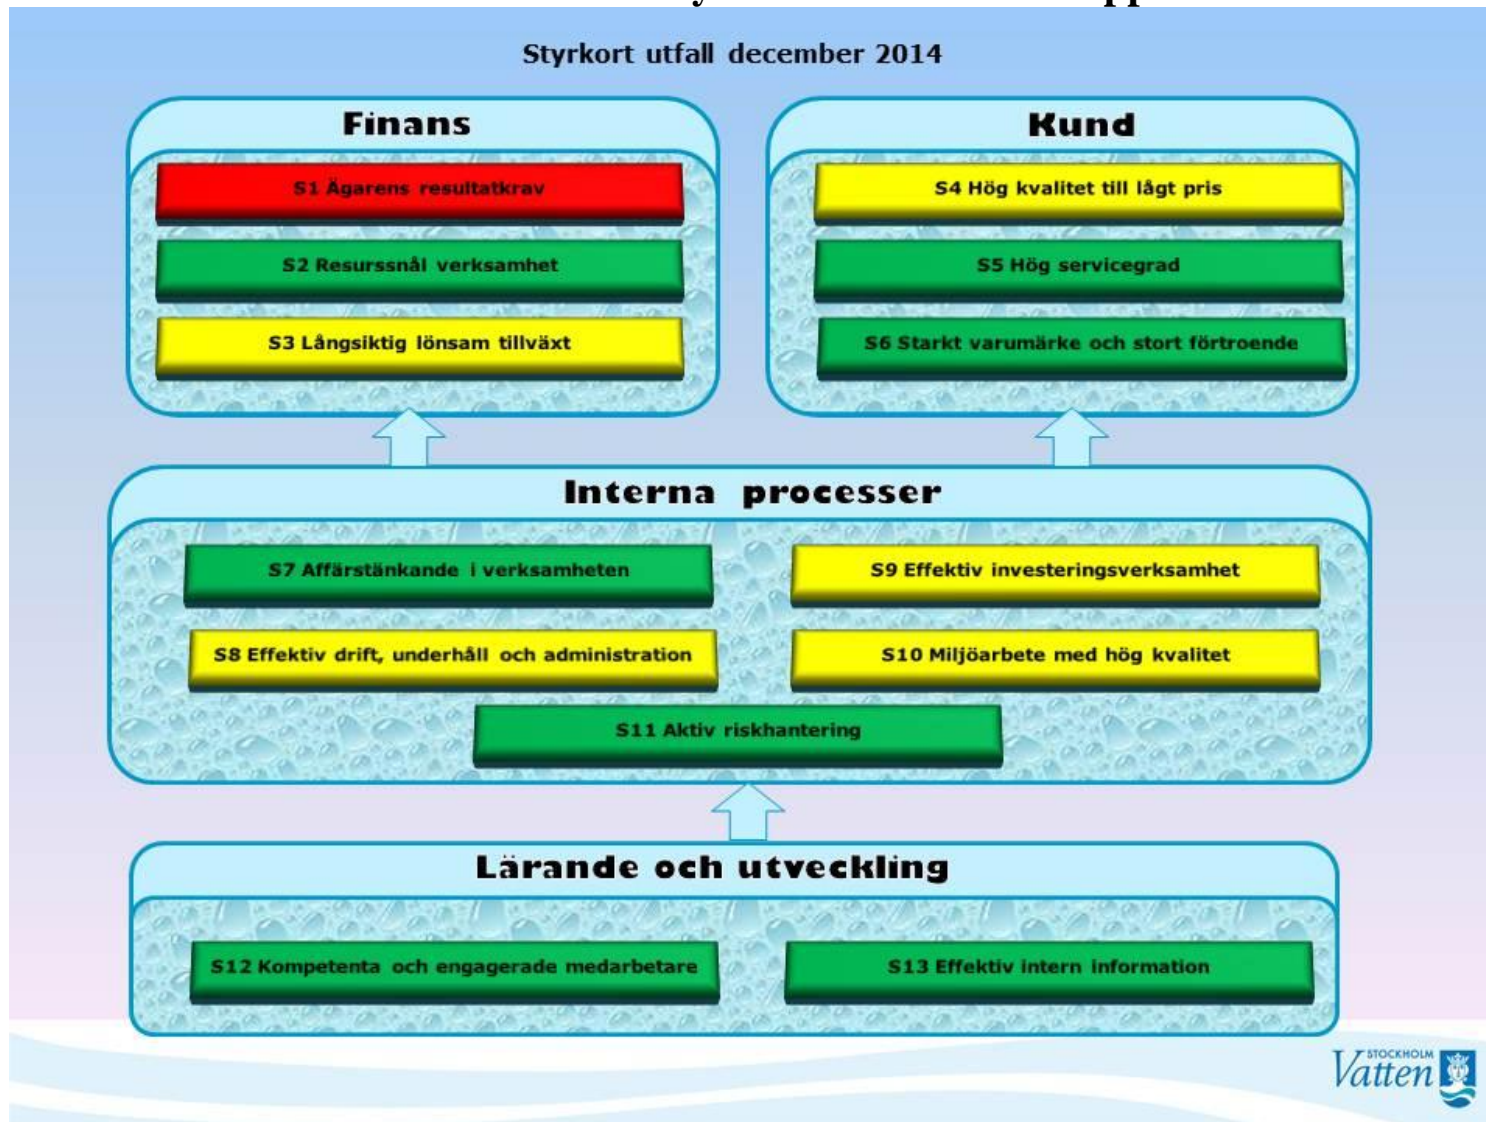 Styrkort utfall december 2014
Finans
S1 Ägarens resultatkrav
S2 Resurssnål verksamhet
S3 Långsiktig lönsam tillväxt
Kund
S4 Hög kvalitet till lågt pris
S5 Hög servicegrad
S6 Starkt varumärke och stort förtroende
Interna processer
S7 Affärstänkande i verksamheten
S9 Effektiv investeringsverksamhet
S8 Effektiv drift, underhåll och administration
S10 Miljöarbete med hög kvalitet
S11 Aktiv riskhantering
Lärande och utveckling
S12 Kompetenta och engagerade medarbetare
S13 Effektiv intern information
STOCKHOLM
Vatten